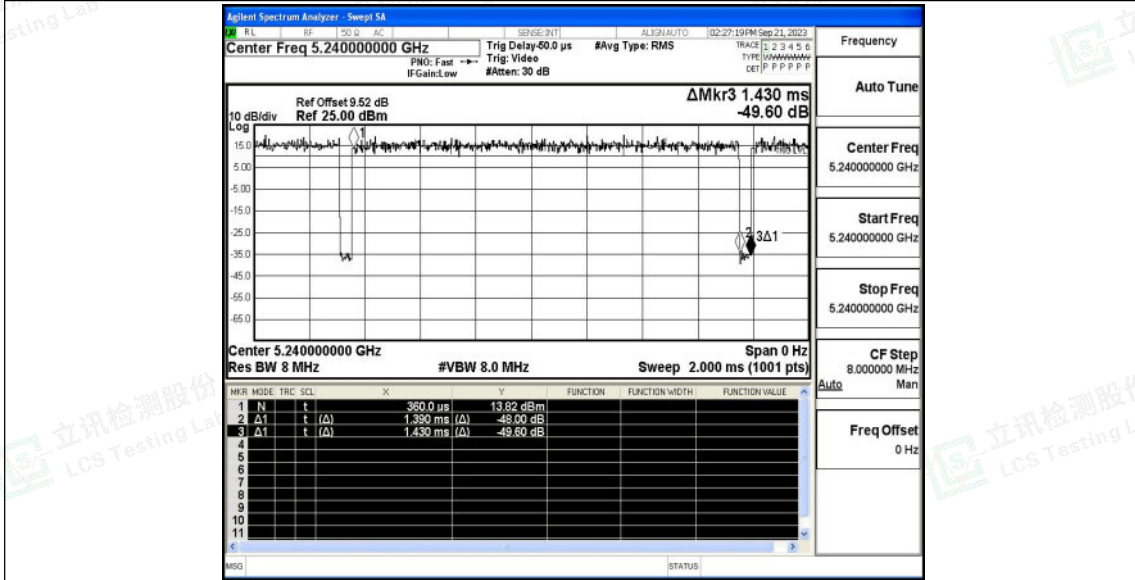 Agilent Spectrum Analyzer - Swept SA
RL RF 50 Ω AC SENSE:INT ALIGN AUTO 02:27:19 PM Sep 21, 2023
Center Freq 5.240000000 GHz
PNO: Fast
IFGain:Low
Trig Delay-50.0 µs
Trig: Video
#Atten: 30 dB
#Avg Type: RMS
TRACE 1 2 3 4 5 6
TYPE
DET P P P P P P
Frequency
Auto Tune
Ref Offset 9.52 dB
Ref 25.00 dBm
10 dB/div
Log
ΔMkr3 1.430 ms
-49.60 dB
15.0
5.00
-5.00
-15.0
-25.0
-35.0
-45.0
-55.0
-65.0
1
2
3Δ1
Center Freq
5.240000000 GHz
Start Freq
5.240000000 GHz
Stop Freq
5.240000000 GHz
Center 5.240000000 GHz
Res BW 8 MHz
#VBW 8.0 MHz
Span 0 Hz
Sweep 2.000 ms (1001 pts)
CF Step
8.000000 MHz
Auto Man
Freq Offset
0 Hz
MKR MODE TRC SCL X Y FUNCTION FUNCTION WIDTH FUNCTION VALUE
1 N t 360.0 us 13.82 dBm
2 Δ1 t (Δ) 1.390 ms (Δ) -48.00 dB
3 Δ1 t (Δ) 1.430 ms (Δ) -49.60 dB
4
5
6
7
8
9
10
11
MSG STATUS
立讯检测股份
LCS Testing Lab